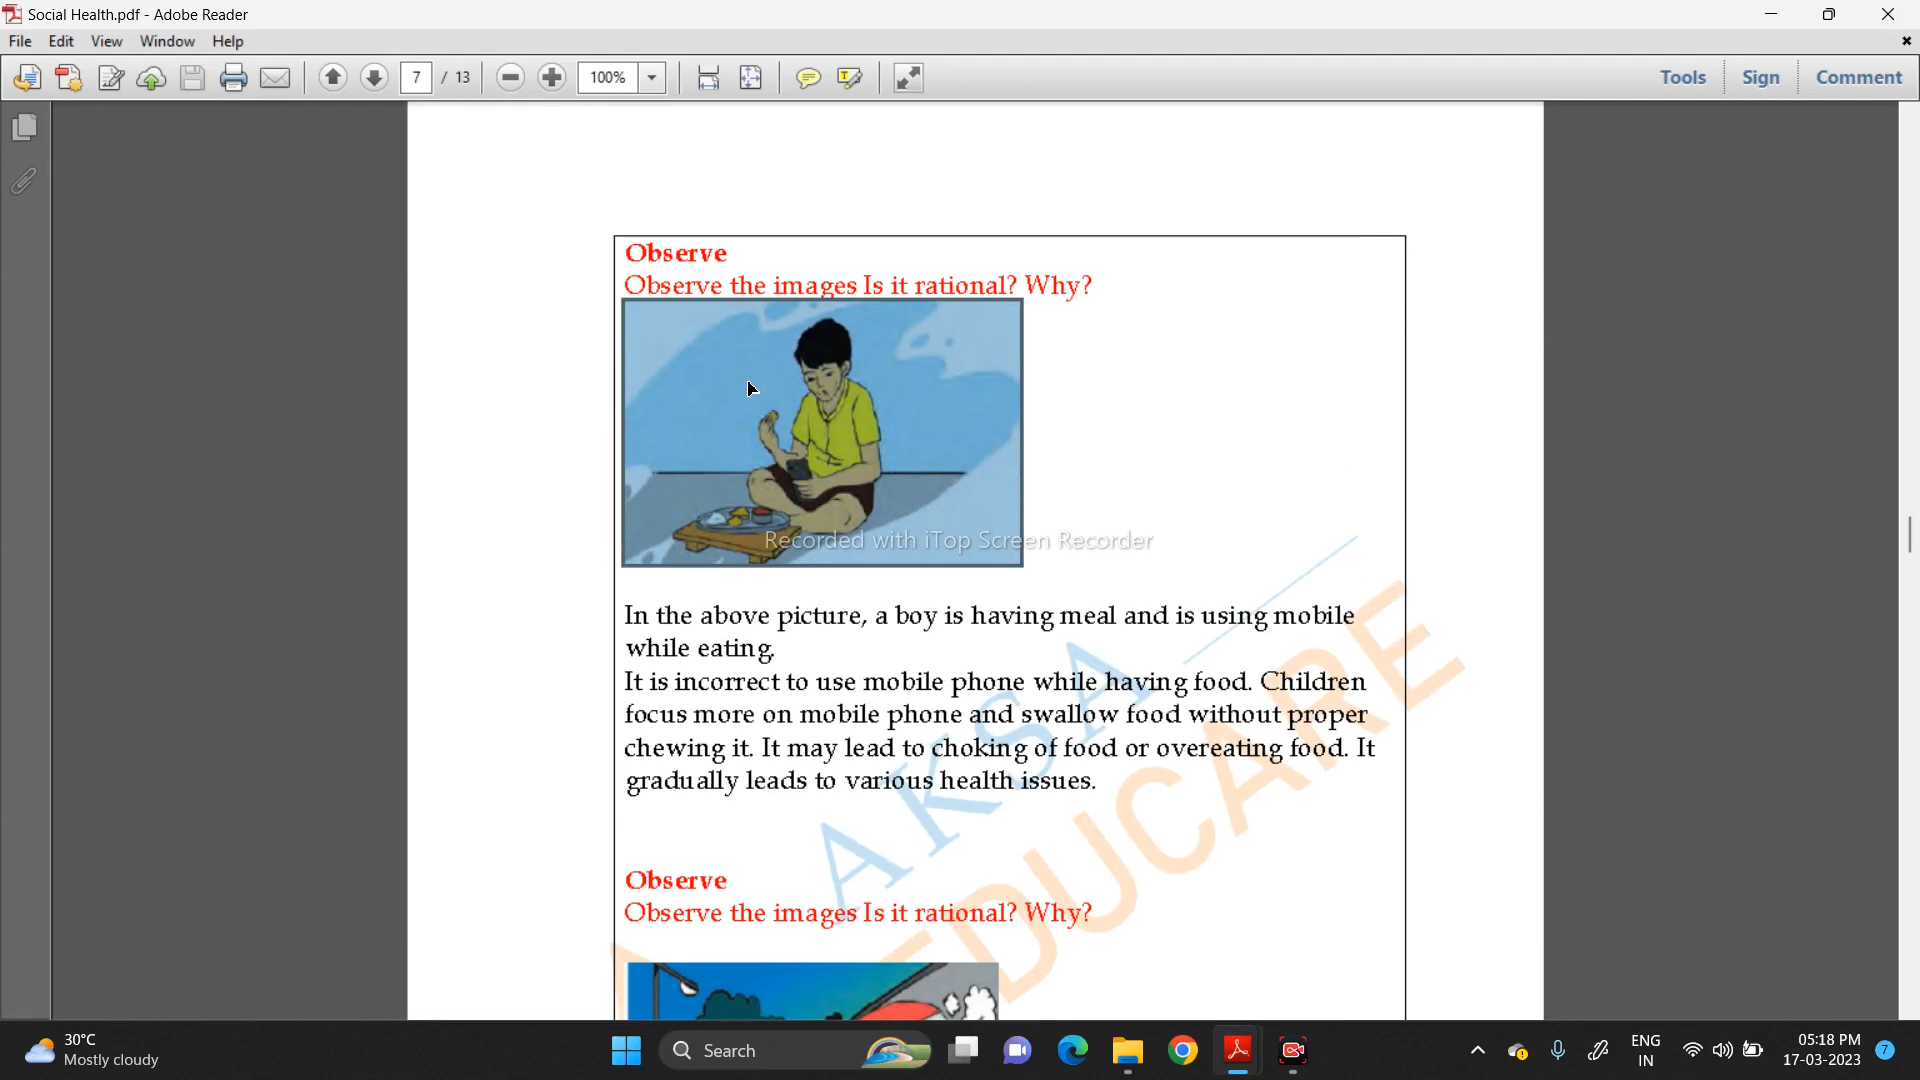 Social Health.pdf - Adobe Reader
File Edit View Window Help
7 / 13 100% Tools Sign Comment
Observe
Observe the images Is it rational? Why?
Recorded with iTop Screen Recorder
In the above picture, a boy is having meal and is using mobile
while eating.
It is incorrect to use mobile phone while having food. Children
focus more on mobile phone and swallow food without proper
chewing it. It may lead to choking of food or overeating food. It
gradually leads to various health issues.
AKSA
EDUCARE
Observe
Observe the images Is it rational? Why?
30°C
Mostly cloudy
Search
ENG
IN
05:18 PM
17-03-2023
7